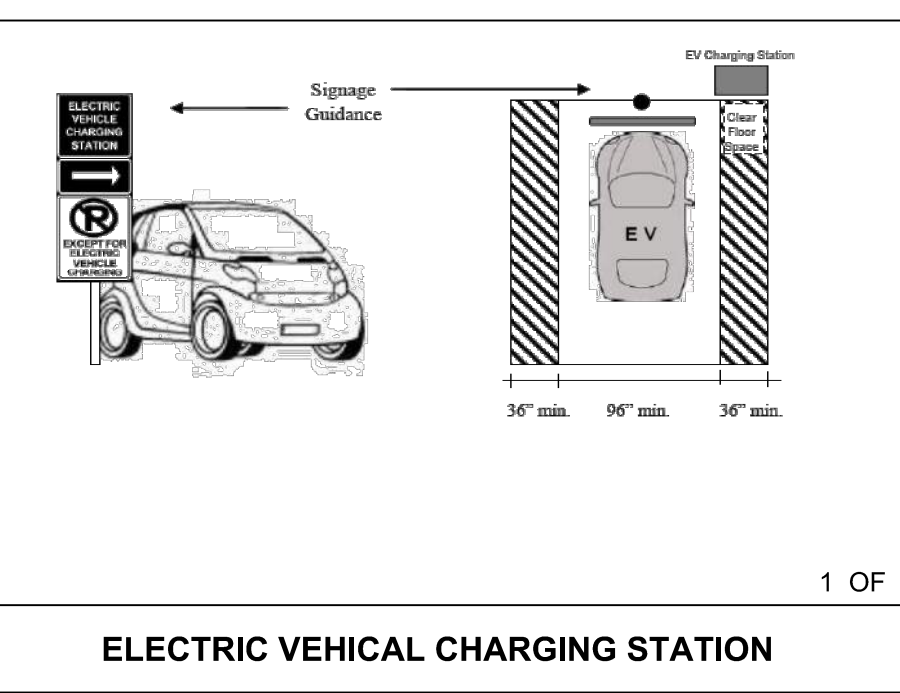 EV Charging Station
Signage
Guidance
ELECTRIC
VEHICLE
CHARGING
STATION
P
EXCEPT FOR
ELECTRIC
VEHICLE
CHARGING
Clear
Floor
Space
E V
36” min.
96” min.
36” min.
1 OF
ELECTRIC VEHICAL CHARGING STATION